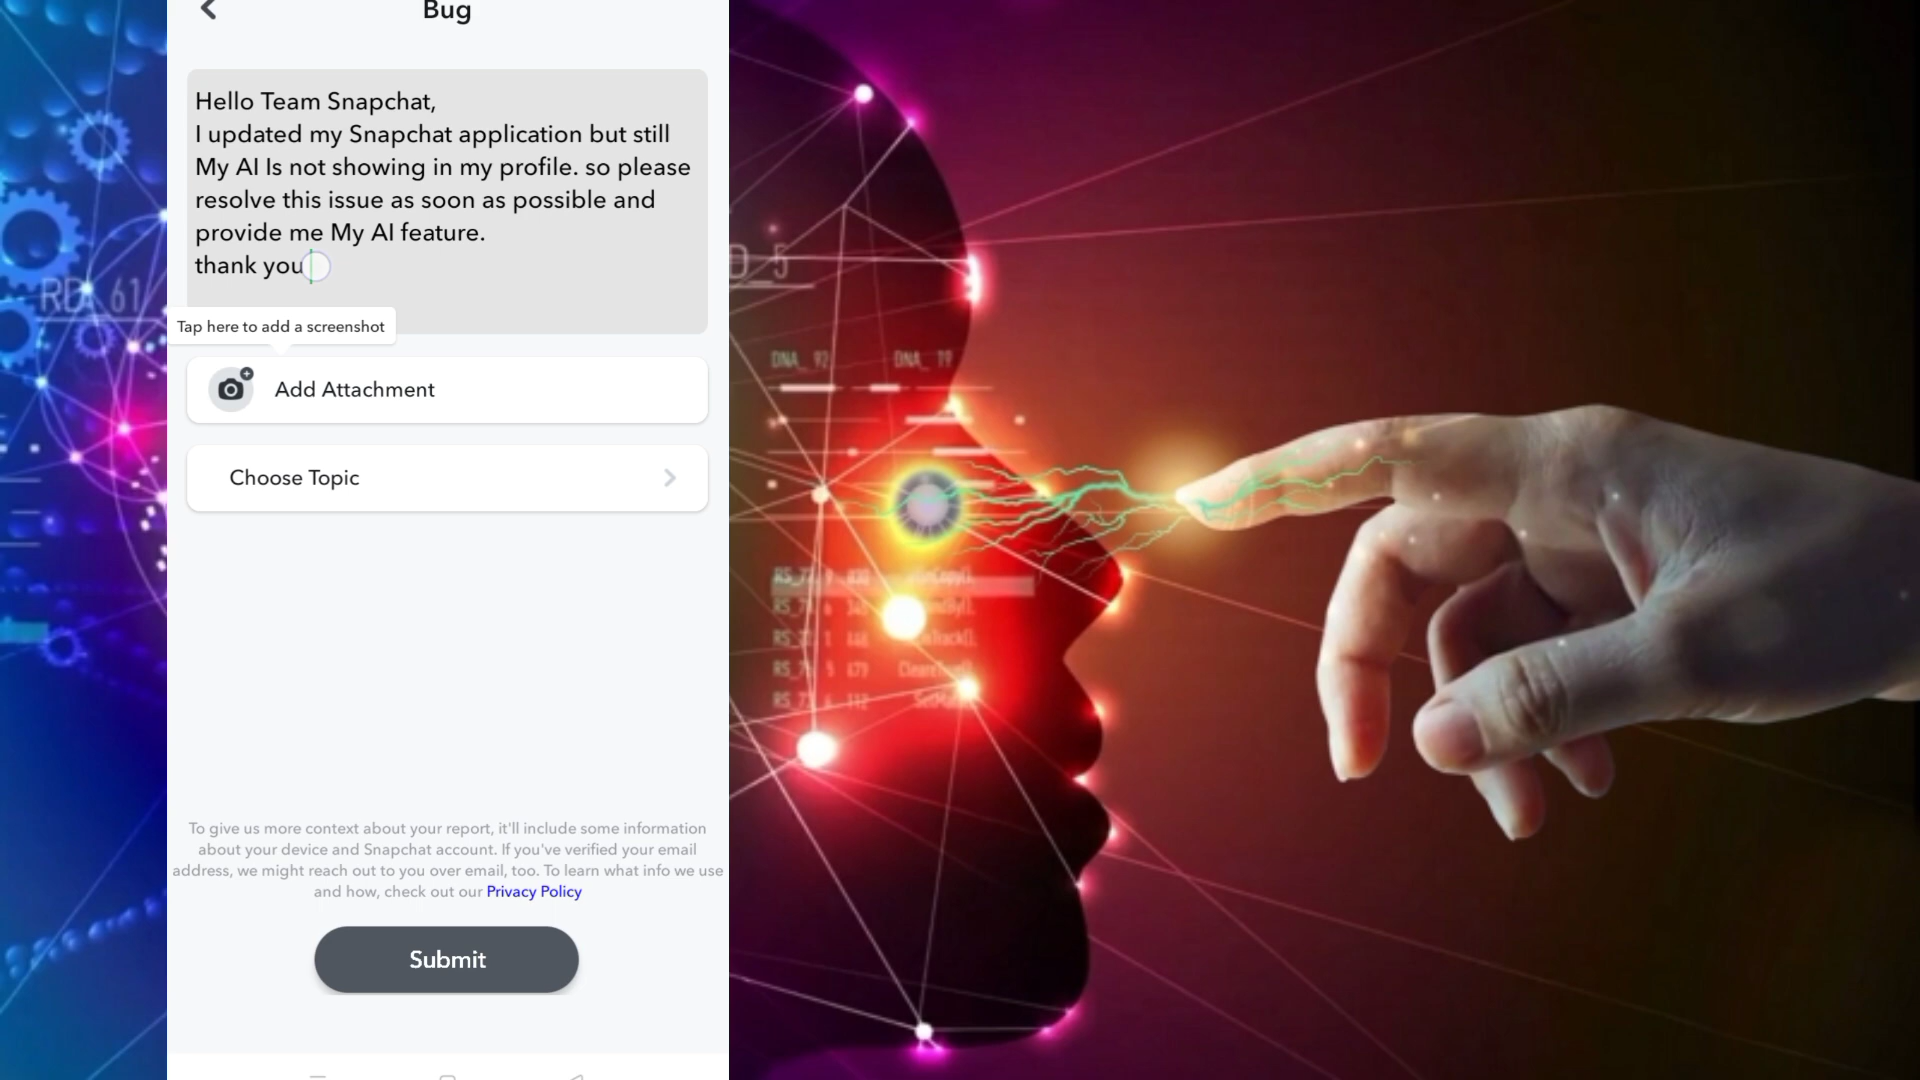 Bug
Hello Team Snapchat,
I updated my Snapchat application but still
My AI Is not showing in my profile. so please
resolve this issue as soon as possible and
provide me My AI feature.
thank you
Tap here to add a screenshot
Add Attachment
Choose Topic
To give us more context about your report, it'll include some information
about your device and Snapchat account. If you've verified your email
address, we might reach out to you over email, too. To learn what info we use
and how, check out our Privacy Policy
Submit
RD_61
DNA_ 19